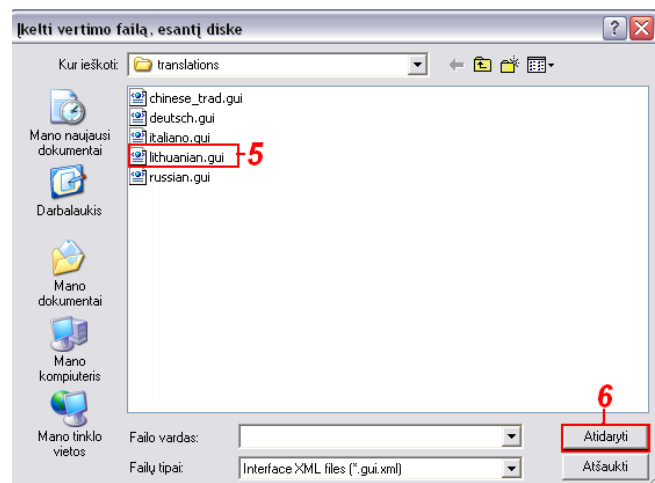 Įkelti vertimo failą, esantį diske
Kur ieškoti: translations
chinese_trad.gui
deutsch.gui
italiano.gui
lithuanian.gui 5
russian.gui
Mano naujausi
dokumentai
Darbalaukis
Mano
dokumentai
Mano
kompiuteris
Mano tinklo
vietos
6
Failo vardas: Atidaryti
Failų tipai: Interface XML files (*.gui.xml) Atšaukti